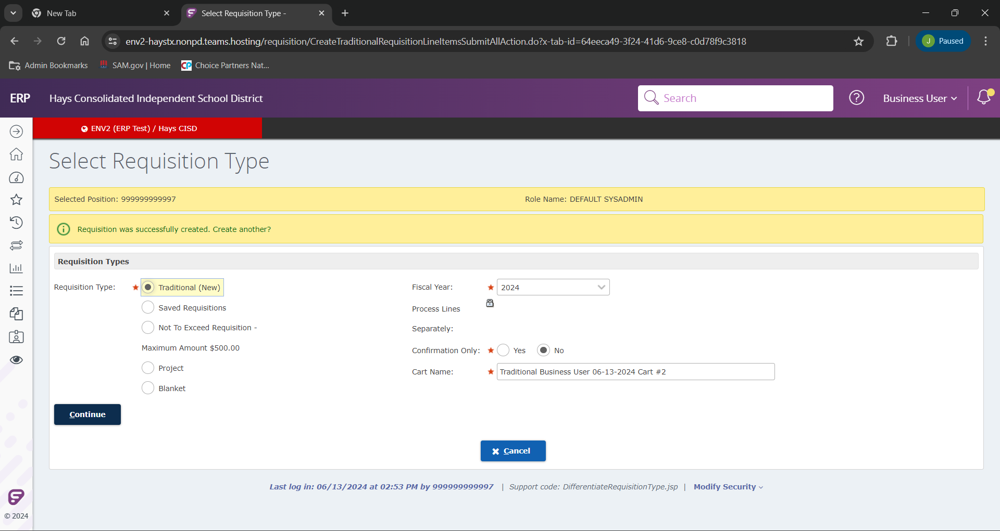 New Tab
Select Requisition Type -
env2-haystx.nonpd.teams.hosting/requisition/CreateTraditionalRequisitionLineItemsSubmitAllAction.do?x-tab-id=64eeca49-3f24-41d6-9ce8-c0d78f9c3818
J Paused
Admin Bookmarks
SAM.gov | Home
CP Choice Partners Nat...
ERP Hays Consolidated Independent School District
Search
Business User
ENV2 (ERP Test) / Hays CISD
Select Requisition Type
Selected Position: 999999999997
Role Name: DEFAULT SYSADMIN
Requisition was successfully created. Create another?
Requisition Types
Requisition Type:
Traditional (New)
Saved Requisitions
Not To Exceed Requisition -
Maximum Amount $500.00
Project
Blanket
Fiscal Year:
2024
Process Lines
Separately:
Confirmation Only:
Yes
No
Cart Name:
Traditional Business User 06-13-2024 Cart #2
Continue
Cancel
Last log in: 06/13/2024 at 02:53 PM by 999999999997 | Support code: DifferentiateRequisitionType.jsp | Modify Security
© 2024